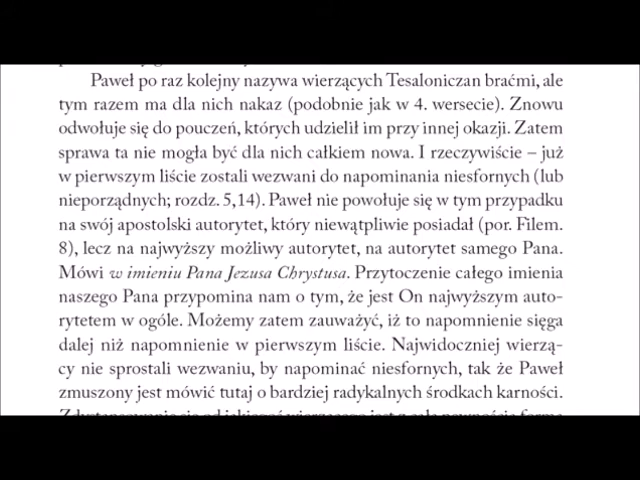 Paweł po raz kolejny nazywa wierzących Tesaloniczan braćmi, ale
tym razem ma dla nich nakaz (podobnie jak w 4. wersecie). Znowu
odwołuje się do pouczeń, których udzielił im przy innej okazji. Zatem
sprawa ta nie mogła być dla nich całkiem nowa. I rzeczywiście – już
w pierwszym liście zostali wezwani do napominania niesfornych (lub
nieporządnych; rozdz. 5,14). Paweł nie powołuje się w tym przypadku
na swój apostolski autorytet, który niewątpliwie posiadał (por. Filem.
8), lecz na najwyższy możliwy autorytet, na autorytet samego Pana.
Mówi w imieniu Pana Jezusa Chrystusa. Przytoczenie całego imienia
naszego Pana przypomina nam o tym, że jest On najwyższym auto-
rytetem w ogóle. Możemy zatem zauważyć, iż to napomnienie sięga
dalej niż napomnienie w pierwszym liście. Najwidoczniej wierzą-
cy nie sprostali wezwaniu, by napominać niesfornych, tak że Paweł
zmuszony jest mówić tutaj o bardziej radykalnych środkach karności.